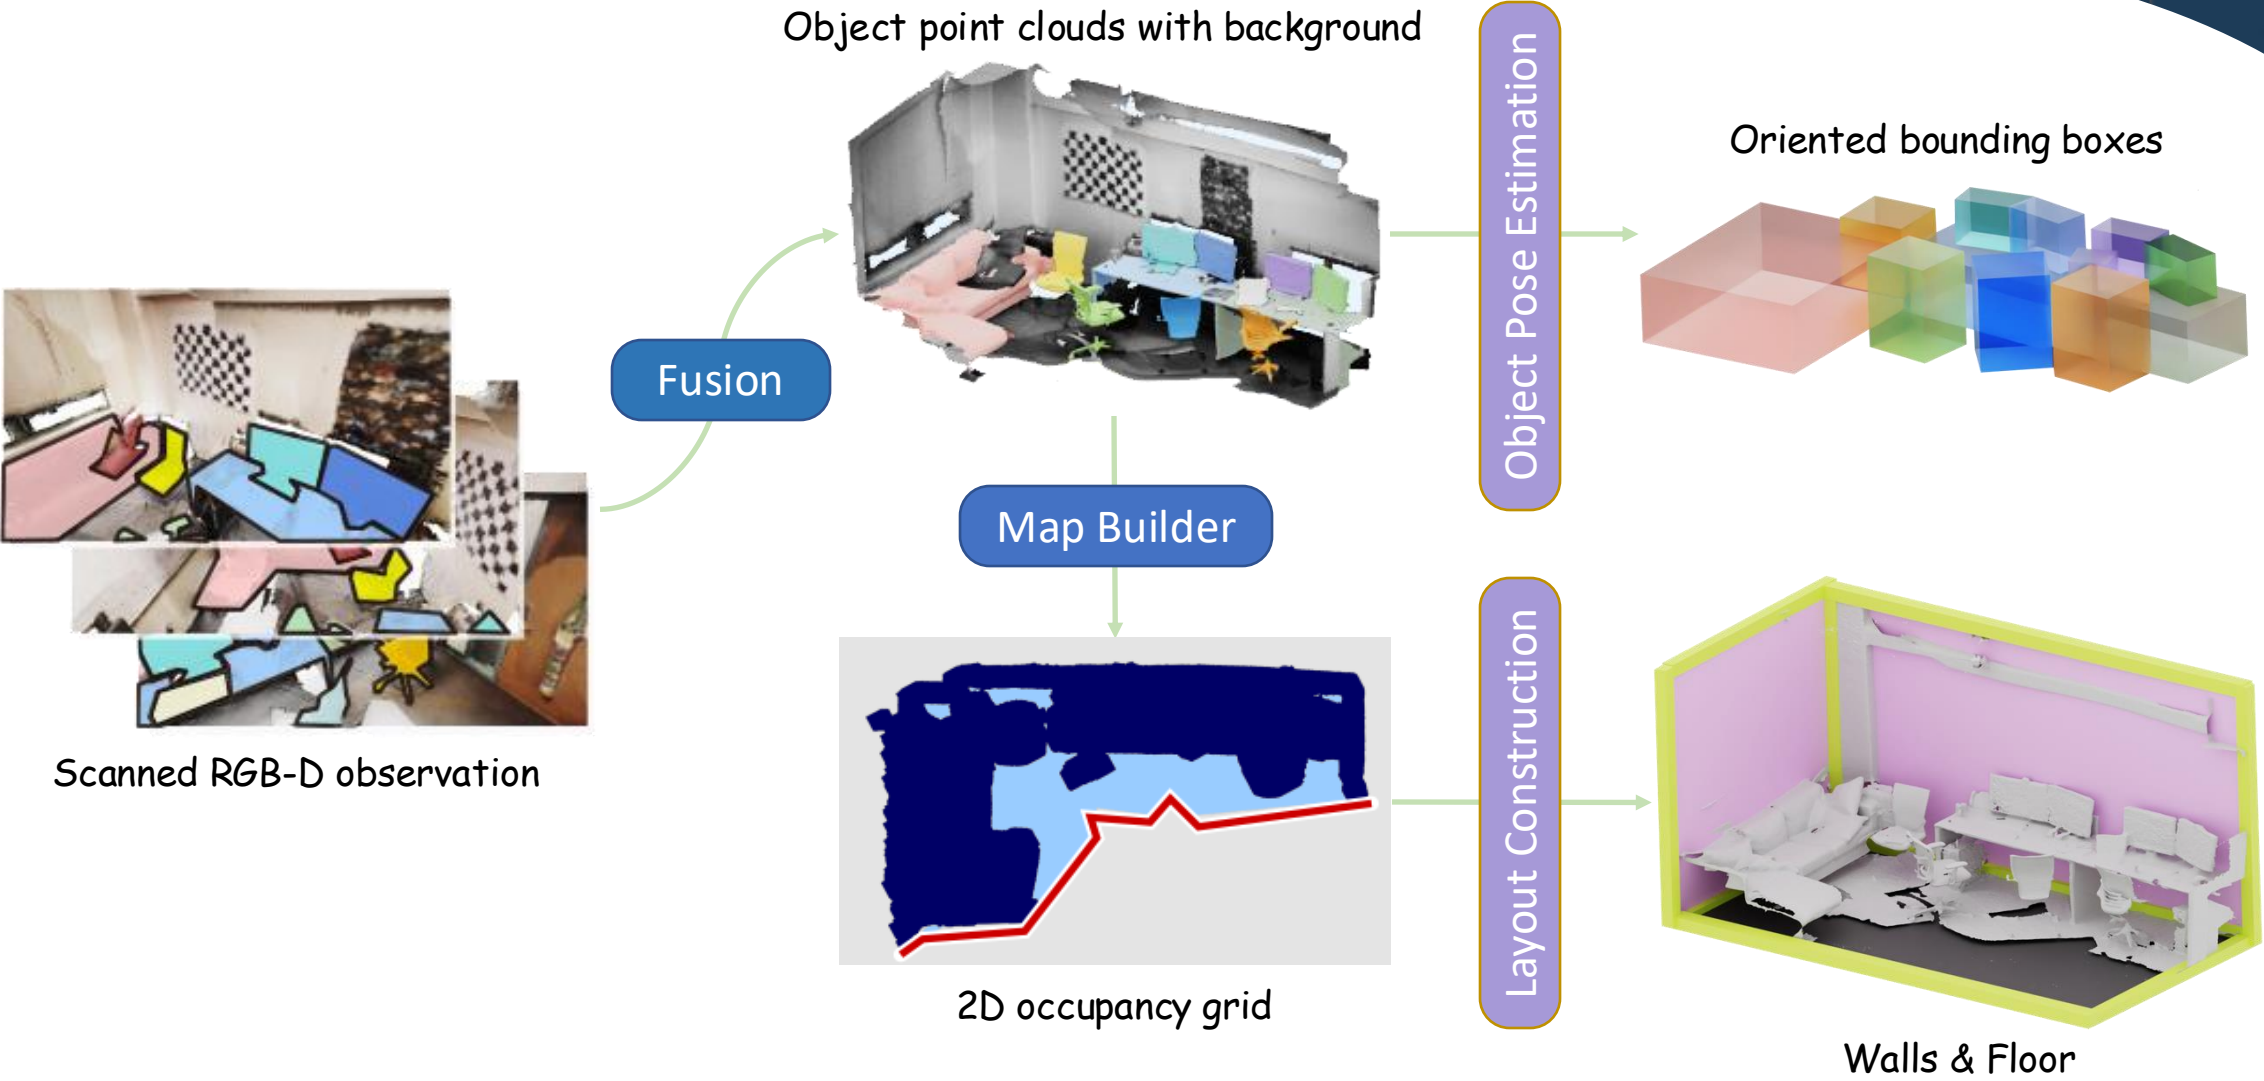 Object point clouds with background
Object Pose Estimation
Oriented bounding boxes
Fusion
Map Builder
Scanned RGB-D observation
Layout Construction
2D occupancy grid
Walls & Floor